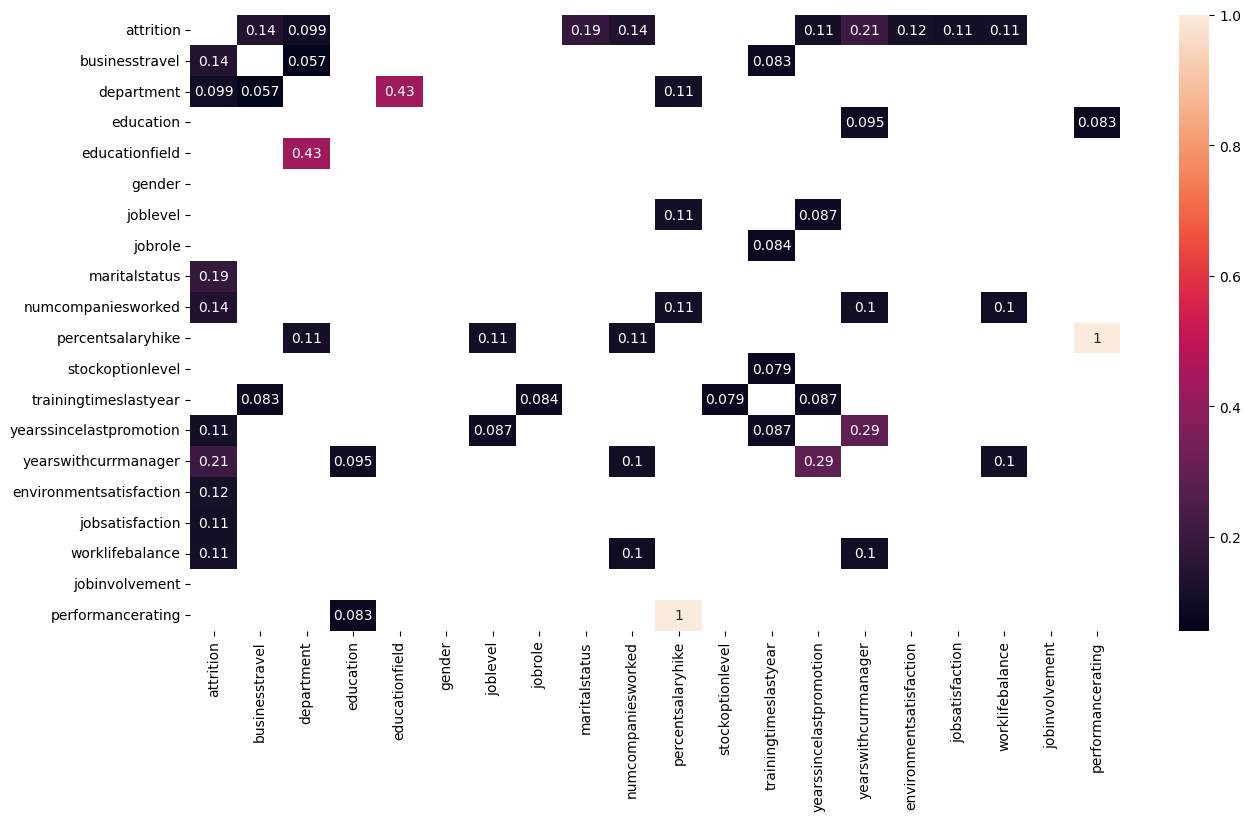 attrition 0.14 0.099 0.19 0.14 0.11 0.21 0.12 0.11 0.11
businesstravel 0.14 0.057 0.083
department 0.099 0.057 0.43 0.11
education 0.095 0.083
educationfield 0.43
gender
joblevel 0.11 0.087
jobrole 0.084
maritalstatus 0.19
numcompaniesworked 0.14 0.11 0.1 0.1
percentsalaryhike 0.11 0.11 0.11 1
stockoptionlevel 0.079
trainingtimeslastyear 0.083 0.084 0.079 0.087
yearssincelastpromotion 0.11 0.087 0.087 0.29
yearswithcurrmanager 0.21 0.095 0.1 0.29 0.1
environmentsatisfaction 0.12
jobsatisfaction 0.11
worklifebalance 0.11 0.1 0.1
jobinvolvement
performancerating 0.083 1
attrition
businesstravel
department
education
educationfield
gender
joblevel
jobrole
maritalstatus
numcompaniesworked
percentsalaryhike
stockoptionlevel
trainingtimeslastyear
yearssincelastpromotion
yearswithcurrmanager
environmentsatisfaction
jobsatisfaction
worklifebalance
jobinvolvement
performancerating
1.0
0.8
0.6
0.4
0.2